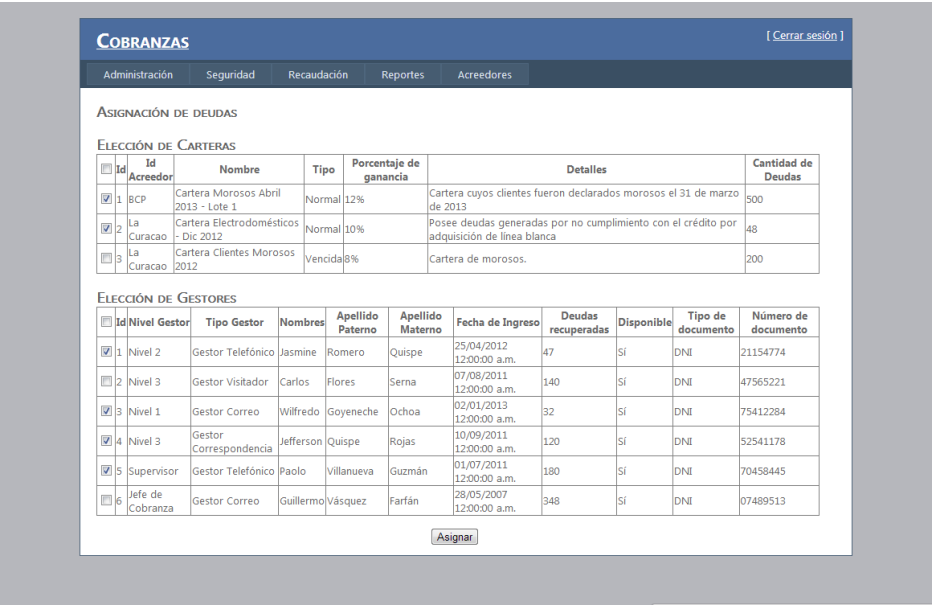 COBRANZAS
[ Cerrar sesión ]
Administración Seguridad Recaudación Reportes Acreedores
ASIGNACIÓN DE DEUDAS
ELECCIÓN DE CARTERAS
Id Id Acreedor Nombre Tipo Porcentaje de ganancia Detalles Cantidad de Deudas
1 BCP Cartera Morosos Abril 2013 - Lote 1 Normal 12% Cartera cuyos clientes fueron declarados morosos el 31 de marzo de 2013 500
2 La Curacao Cartera Electrodomésticos - Dic 2012 Normal 10% Posee deudas generadas por no cumplimiento con el crédito por adquisición de línea blanca 48
3 La Curacao Cartera Clientes Morosos 2012 Vencida 8% Cartera de morosos. 200
ELECCIÓN DE GESTORES
Id Nivel Gestor Tipo Gestor Nombres Apellido Paterno Apellido Materno Fecha de Ingreso Deudas recuperadas Disponible Tipo de documento Número de documento
1 Nivel 2 Gestor Telefónico Jasmine Romero Quispe 25/04/2012 12:00:00 a.m. 47 Sí DNI 21154774
2 Nivel 3 Gestor Visitador Carlos Flores Serna 07/08/2011 12:00:00 a.m. 140 Sí DNI 47565221
3 Nivel 1 Gestor Correo Wilfredo Goyeneche Ochoa 02/01/2013 12:00:00 a.m. 32 Sí DNI 75412284
4 Nivel 3 Gestor Correspondencia Jefferson Quispe Rojas 10/09/2011 12:00:00 a.m. 120 Sí DNI 52541178
5 Supervisor Gestor Telefónico Paolo Villanueva Guzmán 01/07/2011 12:00:00 a.m. 180 Sí DNI 70458445
6 Jefe de Cobranza Gestor Correo Guillermo Vásquez Farfán 28/05/2007 12:00:00 a.m. 348 Sí DNI 07489513
Asignar